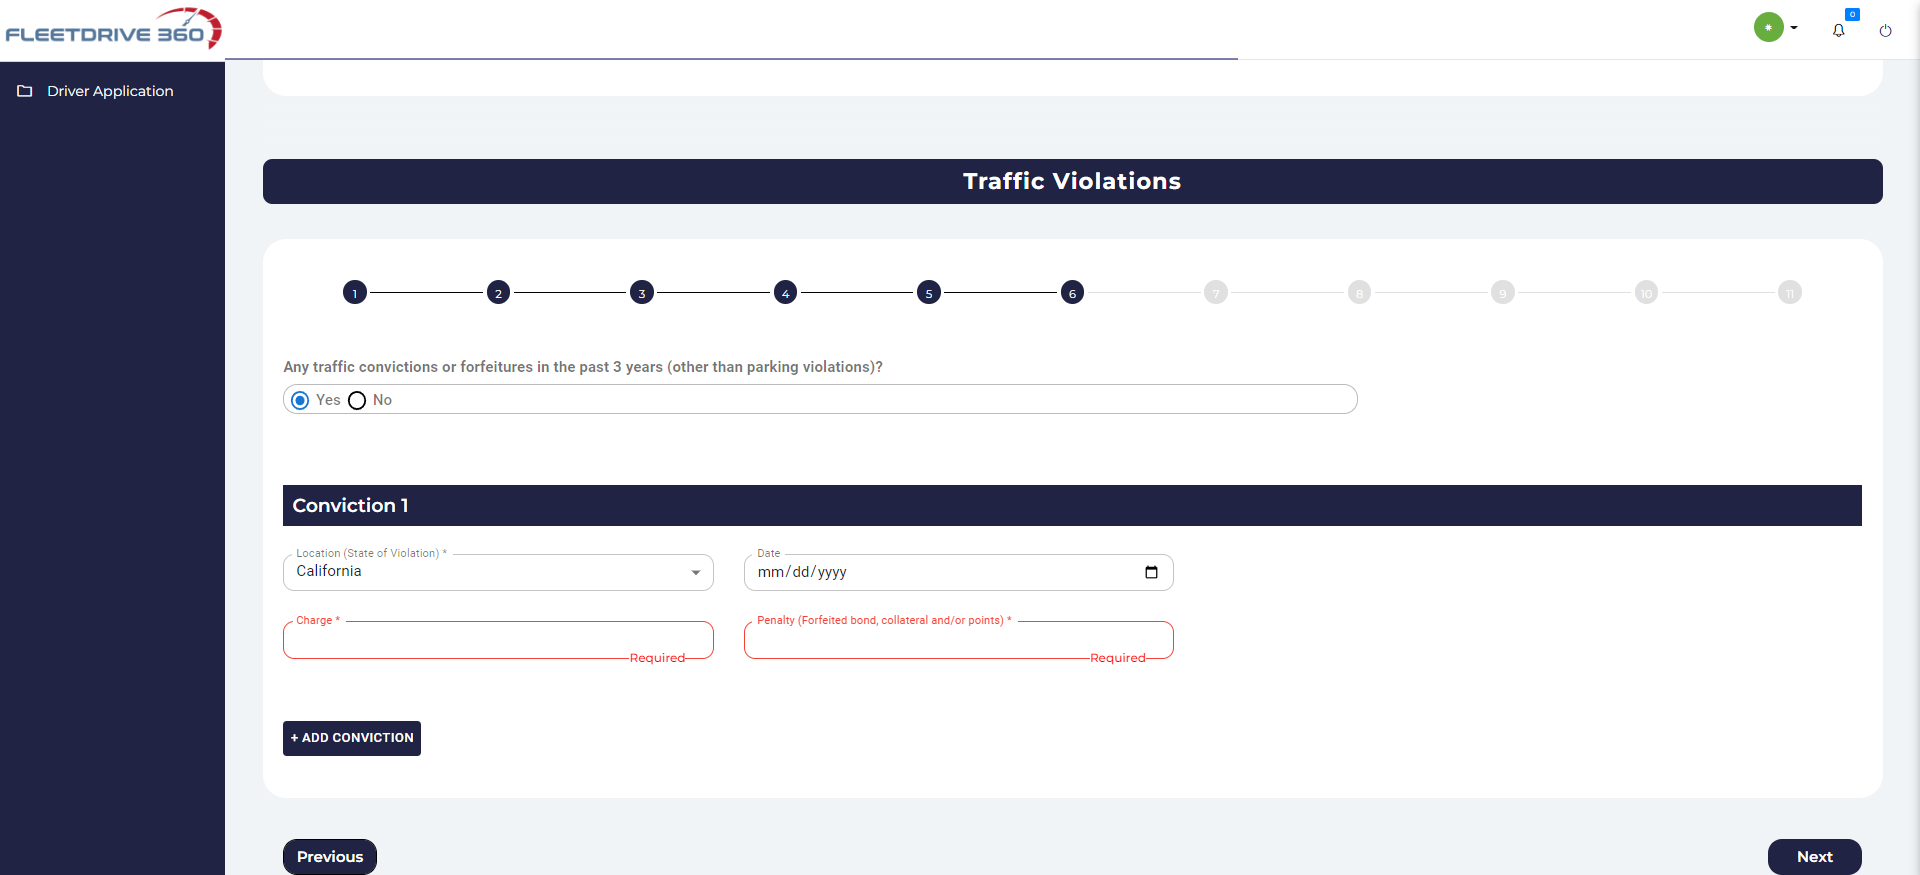 FLEETDRIVE 360
0
Driver Application
Traffic Violations
1 2 3 4 5 6 7 8 9 10 11
Any traffic convictions or forfeitures in the past 3 years (other than parking violations)?
Yes No
Conviction 1
Location (State of Violation) * Date
California mm/dd/yyyy
Charge * Penalty (Forfeited bond, collateral and/or points) *
Required Required
+ ADD CONVICTION
Previous Next